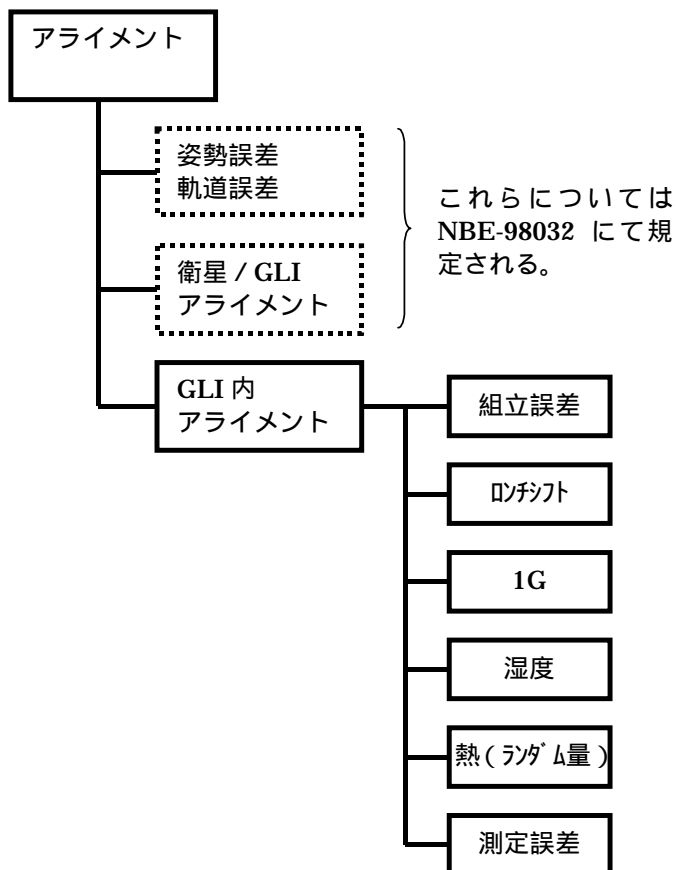 アライメント
姿勢誤差
軌道誤差
これらについては
NBE-98032 にて規
定される。
衛星 / GLI
アライメント
GLI 内
アライメント
組立誤差
ﾛﾝﾁｼﾌﾄ
1G
湿度
熱 ( ﾗﾝﾀﾞﾑ量 )
測定誤差